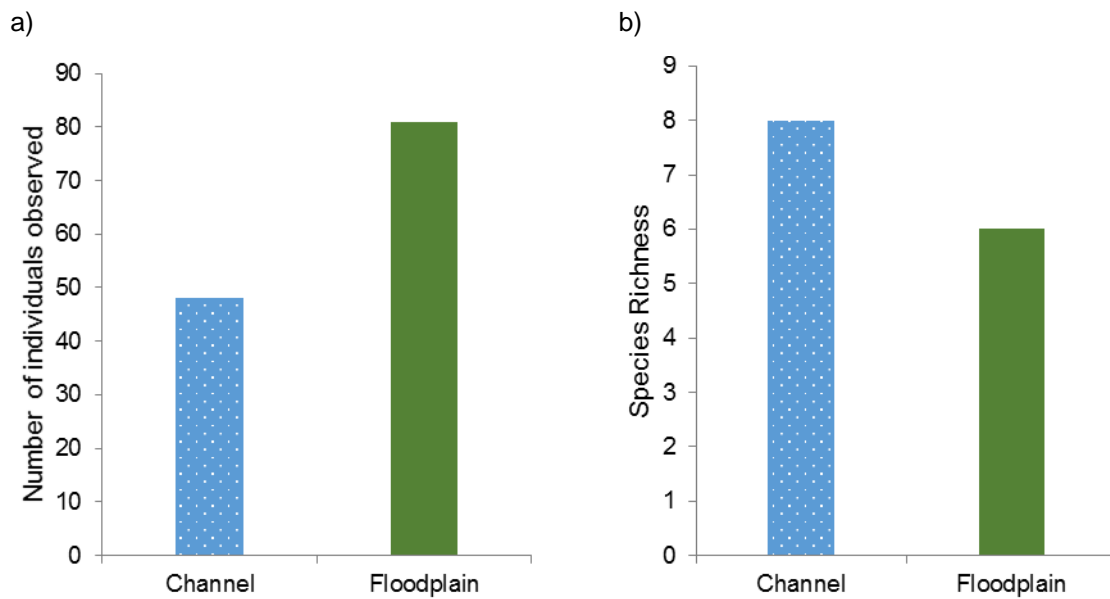 a)
b)
Number of individuals observed
90
80
70
60
50
40
30
20
10
0
Channel
Floodplain
Species Richness
9
8
7
6
5
4
3
2
1
0
Channel
Floodplain